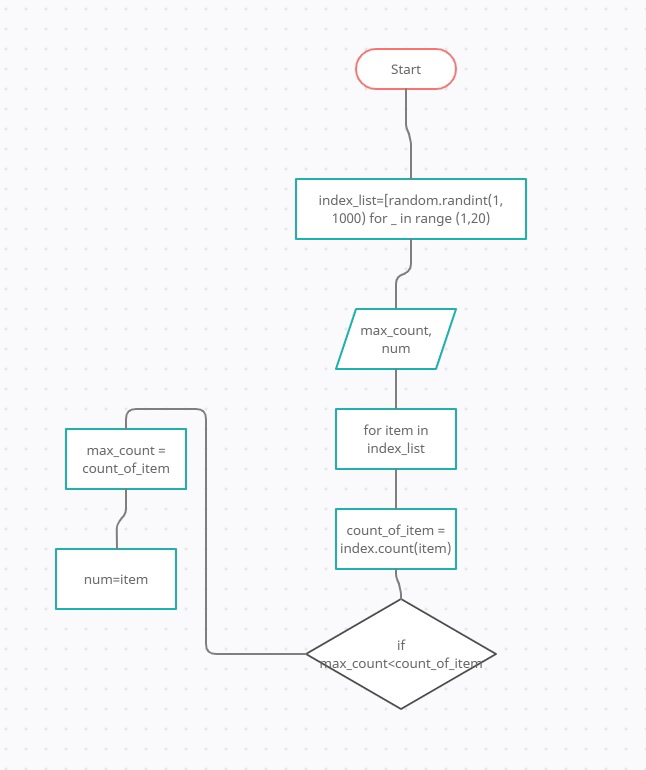 Start
index_list=[random.randint(1,
1000) for _ in range (1,20)
max_count,
num
for item in
index_list
count_of_item =
index.count(item)
if
max_count<count_of_item
max_count =
count_of_item
num=item